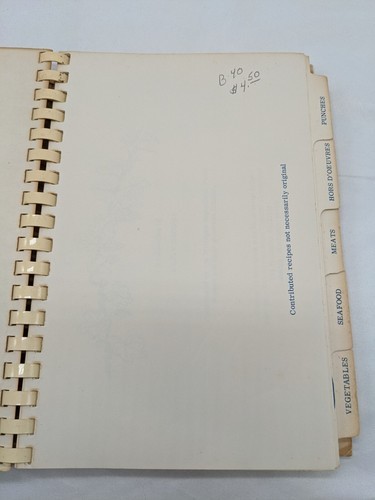 B 40
$4.50
Contributed recipes not necessarily original
PUNCHES
HORS D'OEUVRES
MEATS
SEAFOOD
VEGETABLES